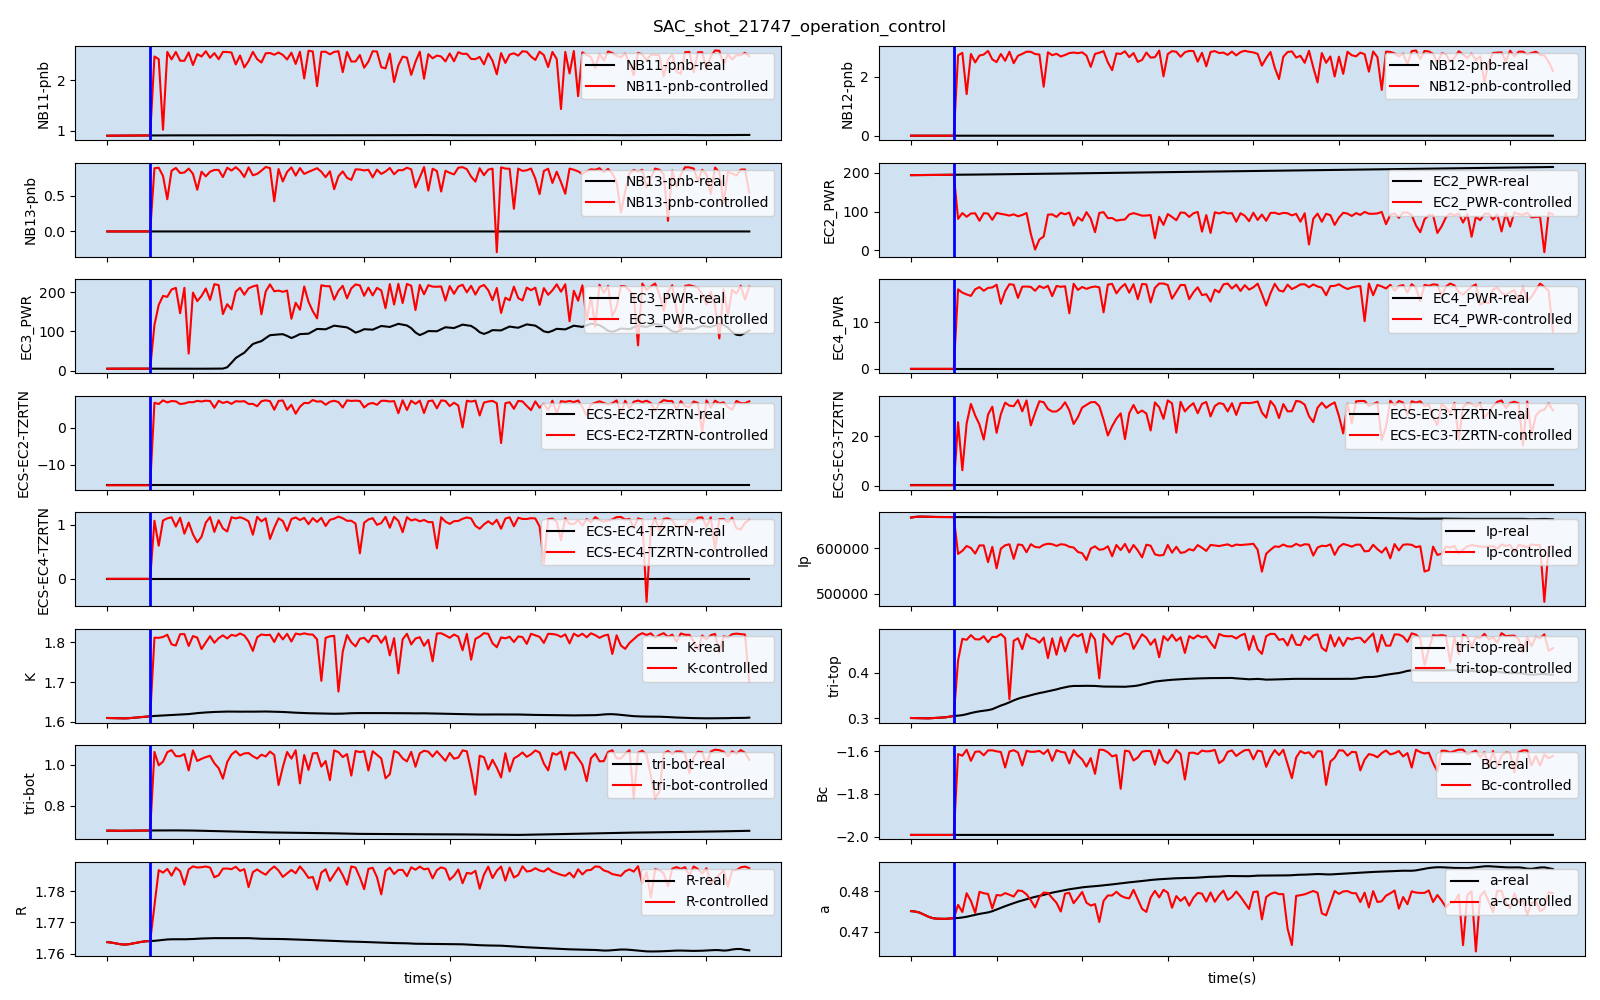 SAC_shot_21747_operation_control
NB11-pnb
2
1
NB11-pnb-real
NB11-pnb-controlled
NB12-pnb
2
0
NB12-pnb-real
NB12-pnb-controlled
NB13-pnb
0.5
0.0
NB13-pnb-real
NB13-pnb-controlled
EC2_PWR
200
100
0
EC2_PWR-real
EC2_PWR-controlled
EC3_PWR
200
100
0
EC3_PWR-real
EC3_PWR-controlled
EC4_PWR
10
0
EC4_PWR-real
EC4_PWR-controlled
ECS-EC2-TZRTN
0
−10
ECS-EC2-TZRTN-real
ECS-EC2-TZRTN-controlled
ECS-EC3-TZRTN
20
0
ECS-EC3-TZRTN-real
ECS-EC3-TZRTN-controlled
ECS-EC4-TZRTN
1
0
ECS-EC4-TZRTN-real
ECS-EC4-TZRTN-controlled
Ip
600000
500000
Ip-real
Ip-controlled
K
1.8
1.7
1.6
K-real
K-controlled
tri-top
0.4
0.3
tri-top-real
tri-top-controlled
tri-bot
1.0
0.8
tri-bot-real
tri-bot-controlled
Bc
−1.6
−1.8
−2.0
Bc-real
Bc-controlled
R
1.78
1.77
1.76
R-real
R-controlled
time(s)
a
0.48
0.47
a-real
a-controlled
time(s)